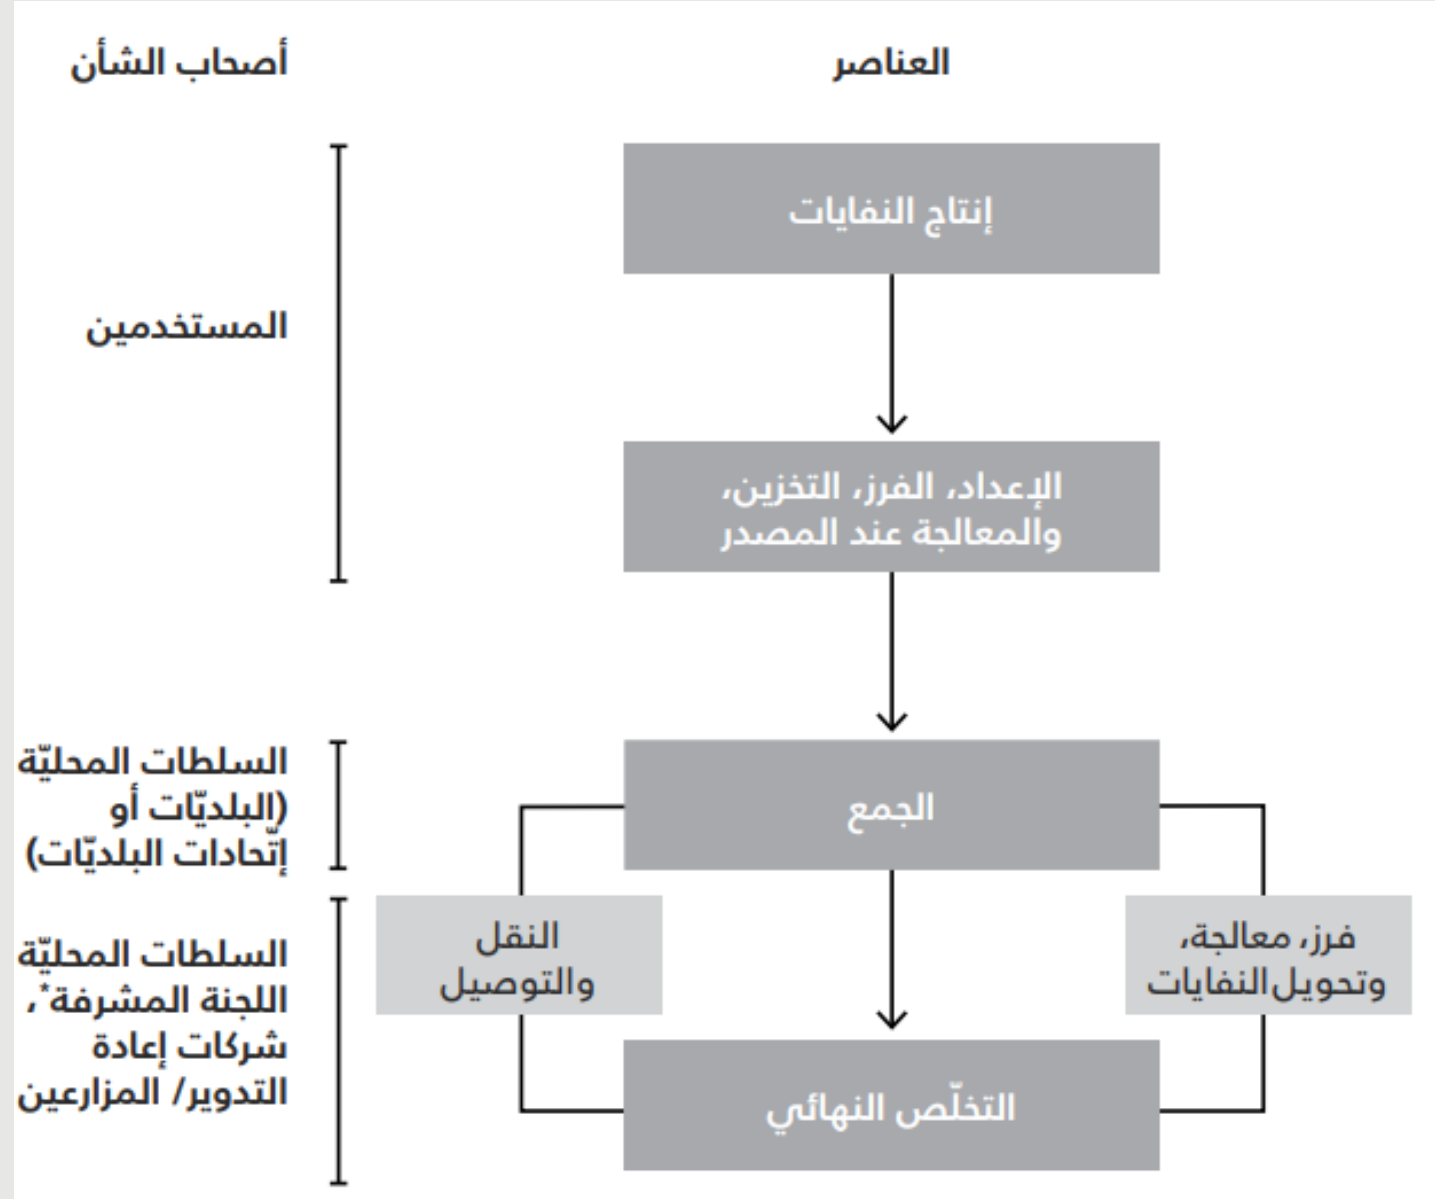 العناصر
أصحاب الشأن
إنتاج النفايات
المستخدمين
الإعداد، الفرز، التخزين،
والمعالجة عند المصدر
الجمع
السلطات المحليّة
(البلديّات أو
إتّحادات البلديّات)
فرز، معالجة،
وتحويل النفايات
النقل
والتوصيل
السلطات المحليّة
اللجنة المشرفة*،
شركات إعادة
التدوير/ المزارعين
التخلّص النهائي